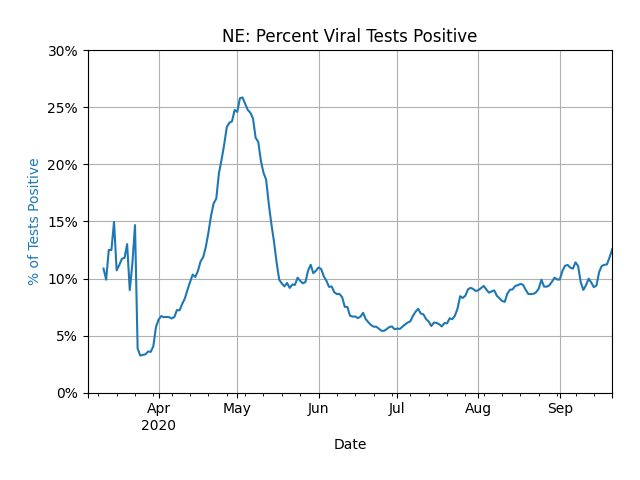 NE: Percent Viral Tests Positive
30%
25%
20%
15%
10%
5%
0%
% of Tests Positive
Apr May Jun Jul Aug Sep
2020
Date